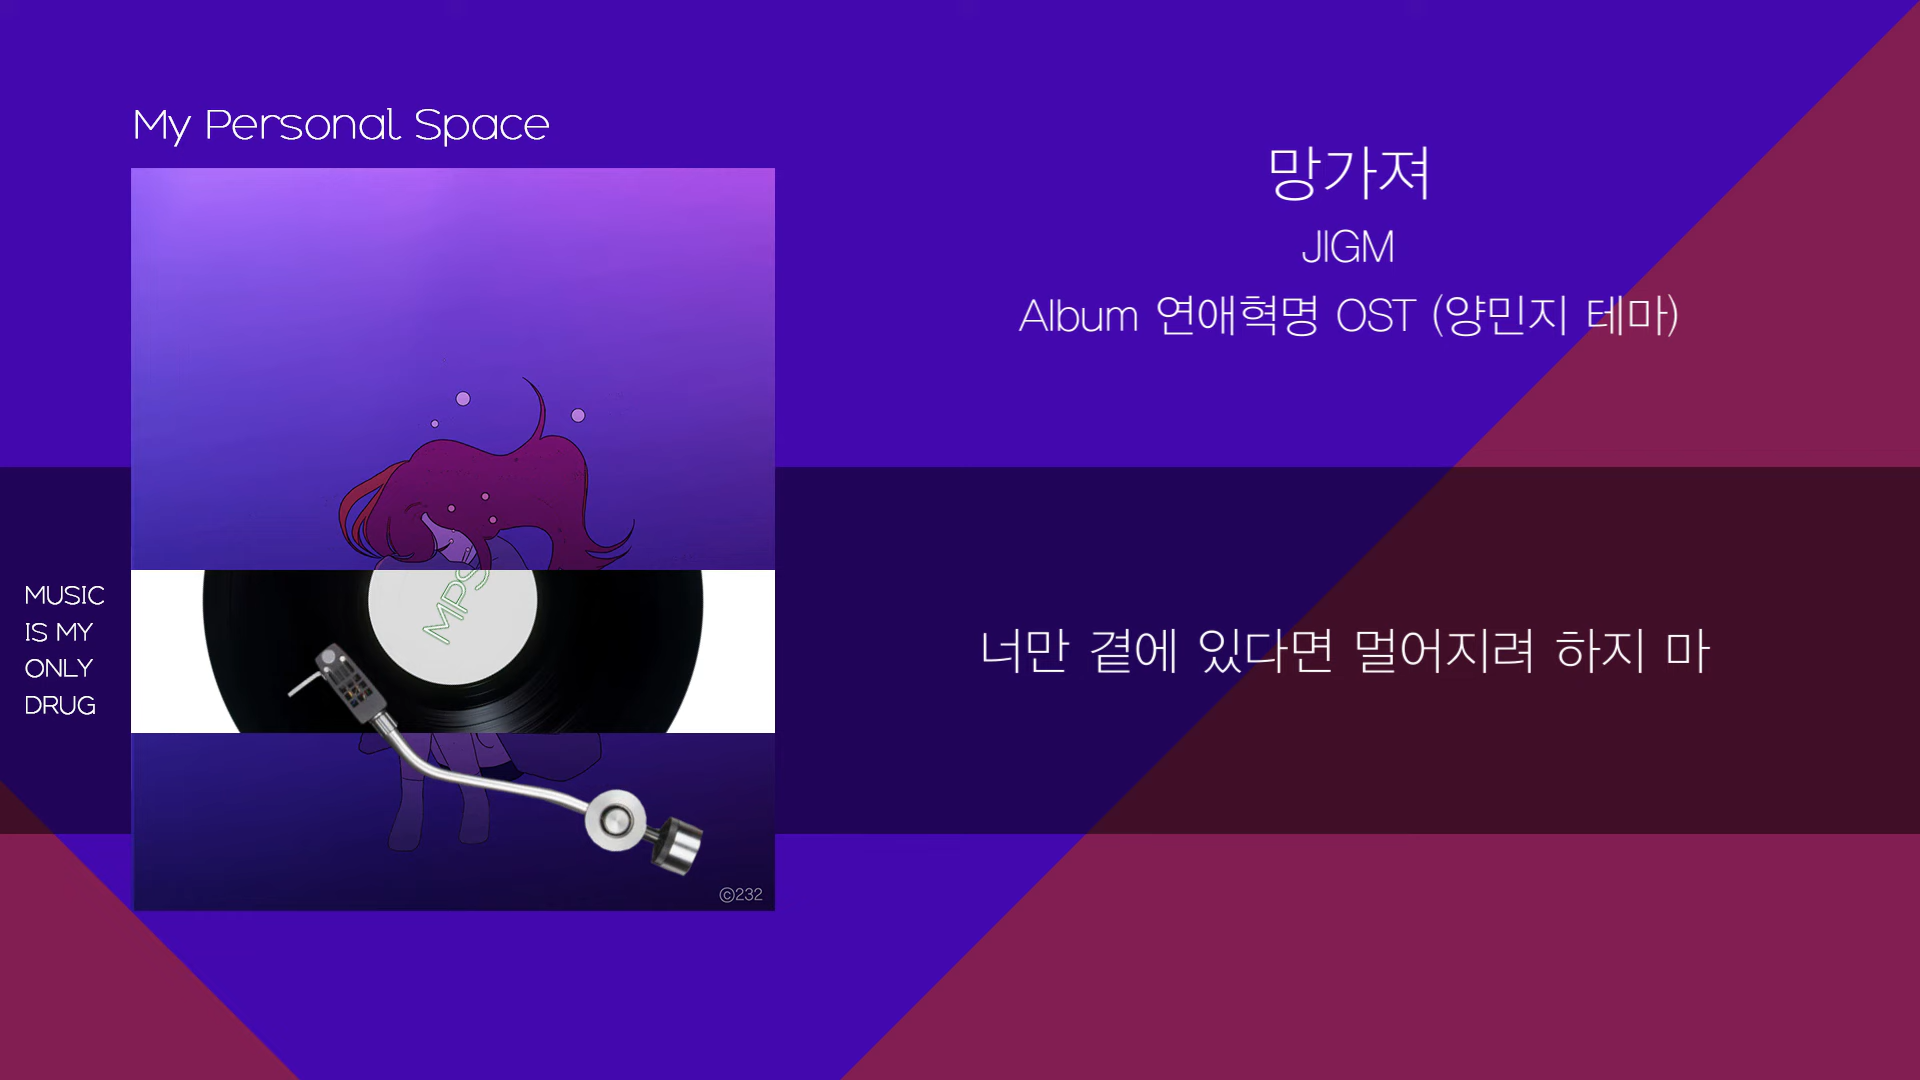 My Personal Space
망가져
JIGM
Album 연애혁명 OST (양민지 테마)
MPS
MUSIC
IS MY
ONLY
DRUG
너만 곁에 있다면 멀어지려 하지 마
©232